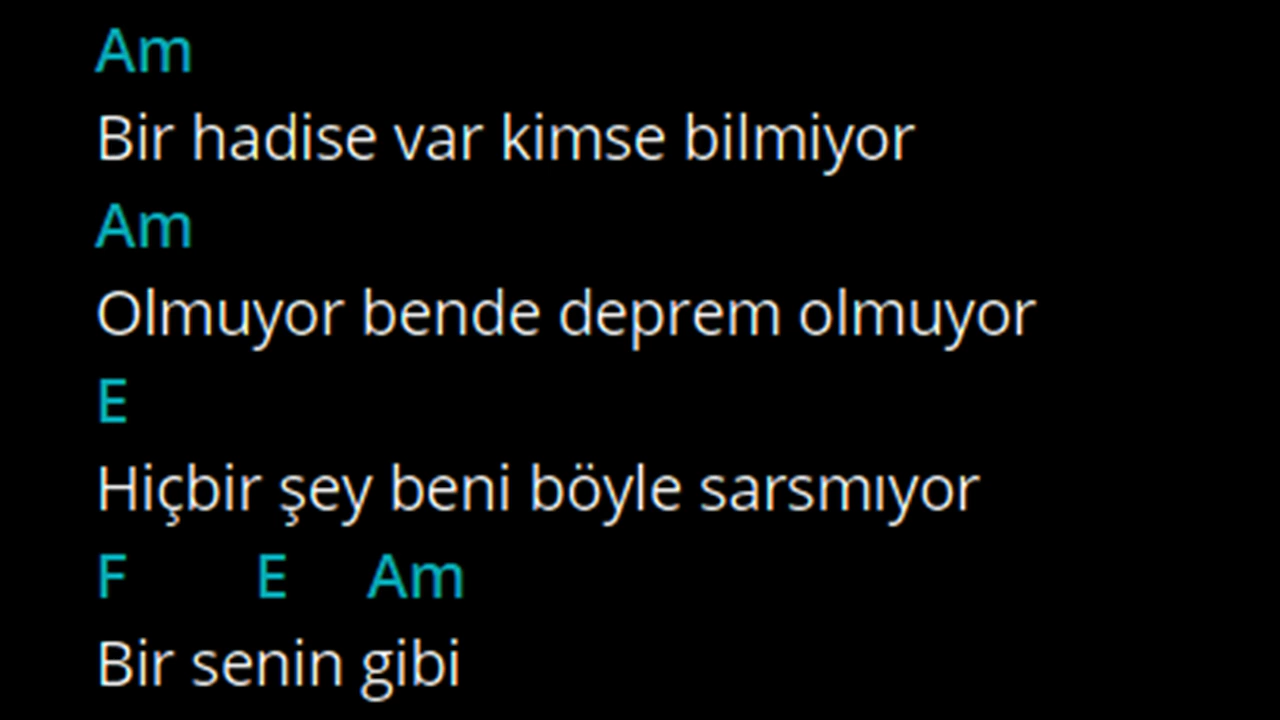 Am
Bir hadise var kimse bilmiyor
Am
Olmuyor bende deprem olmuyor
E
Hiçbir şey beni böyle sarsmıyor
F E Am
Bir senin gibi